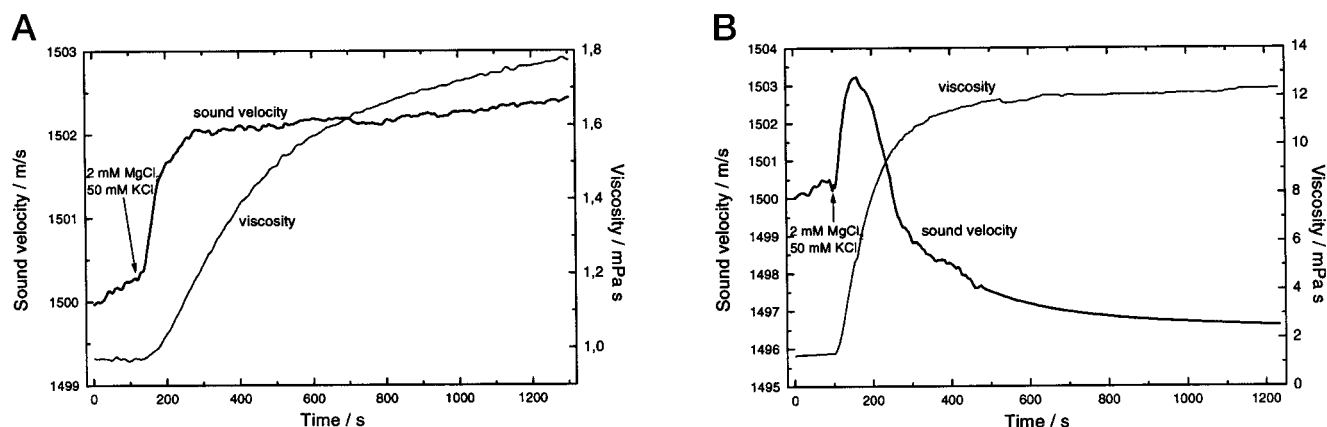 A
1503
1502
1501
1500
1499
Sound velocity / m/s
0
200
400
600
800
1000
1200
Time / s
1,8
1,6
1,4
1,2
1,0
Viscosity / mPa s
sound velocity
2 mM MgCl
50 mM KCl
viscosity
B
1504
1503
1502
1501
1500
1499
1498
1497
1496
1495
Sound velocity / m/s
0
200
400
600
800
1000
1200
Time / s
14
12
10
8
6
4
2
0
Viscosity / mPa s
viscosity
2 mM MgCl
50 mM KCl
sound velocity